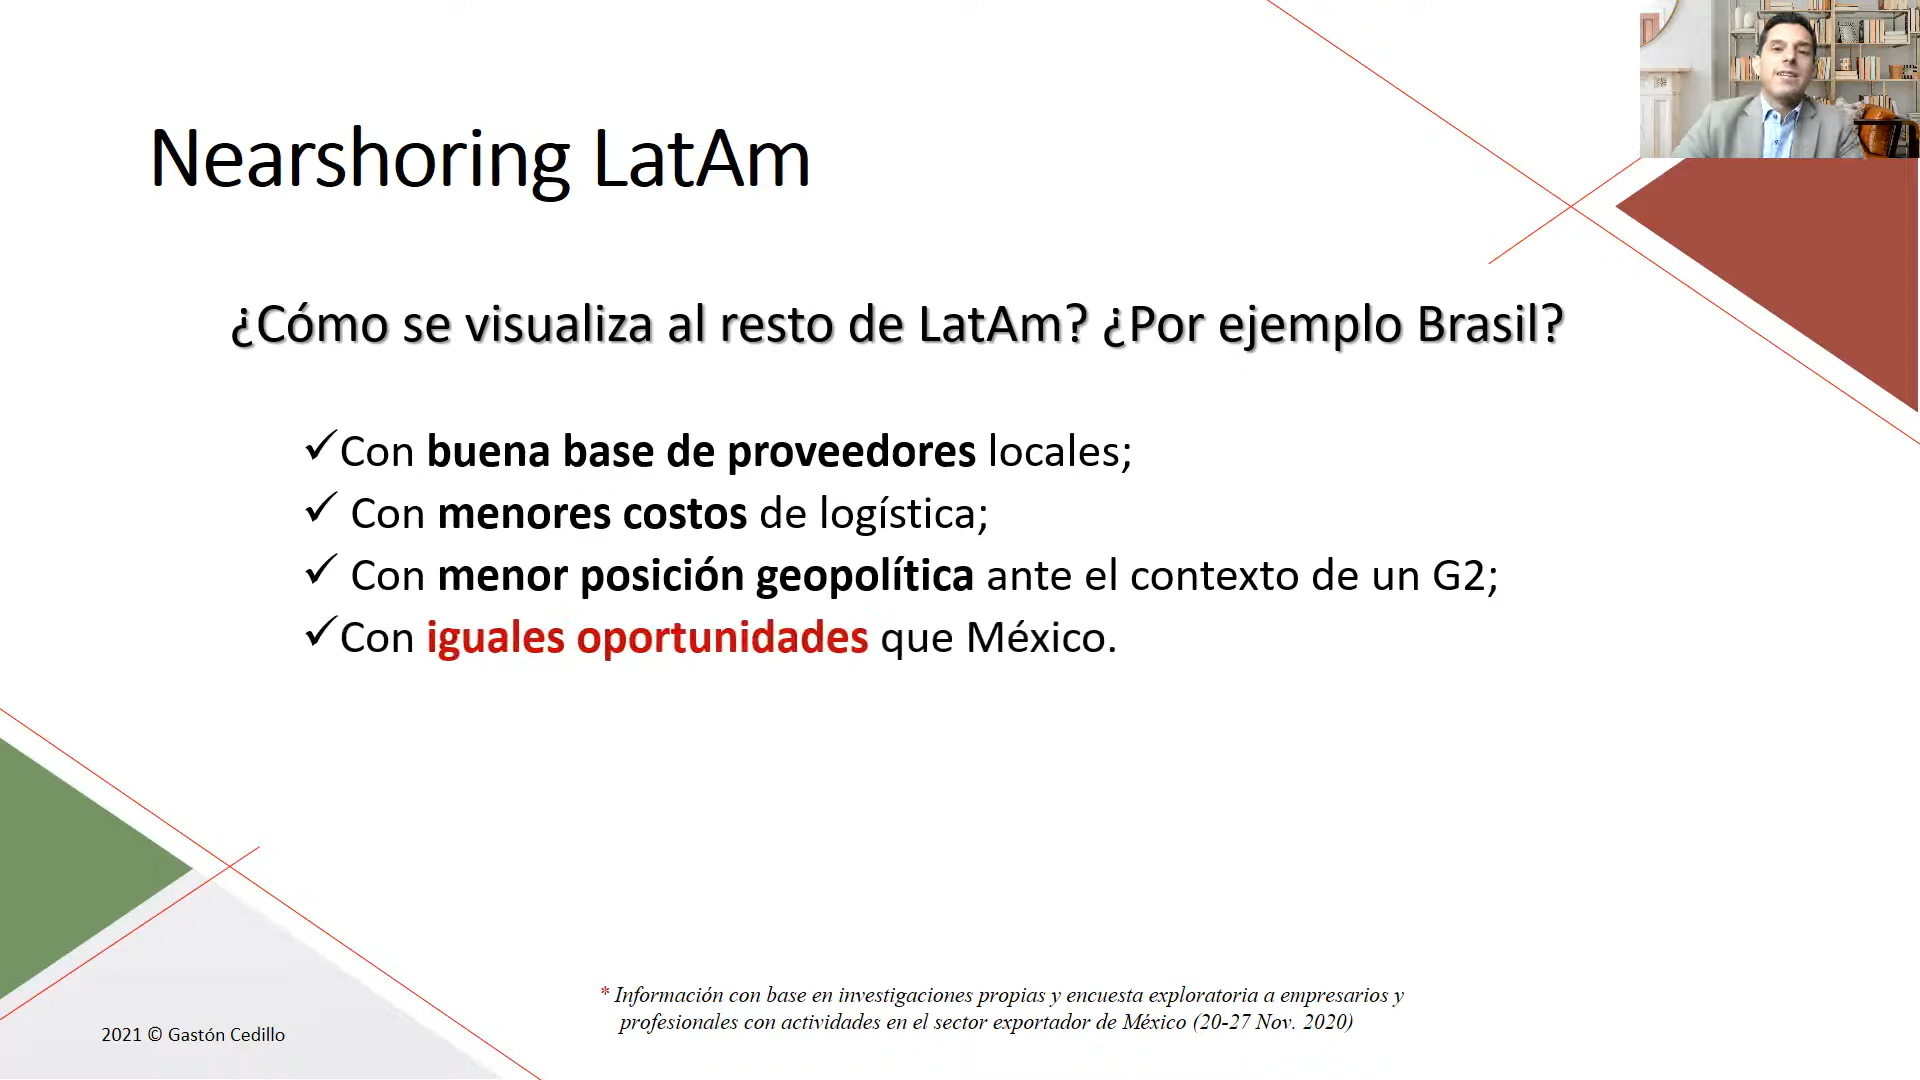 Nearshoring LatAm
¿Cómo se visualiza al resto de LatAm? ¿Por ejemplo Brasil?
✓Con buena base de proveedores locales;
✓ Con menores costos de logística;
✓ Con menor posición geopolítica ante el contexto de un G2;
✓Con iguales oportunidades que México.
* Información con base en investigaciones propias y encuesta exploratoria a empresarios y
profesionales con actividades en el sector exportador de México (20-27 Nov. 2020)
2021 © Gastón Cedillo